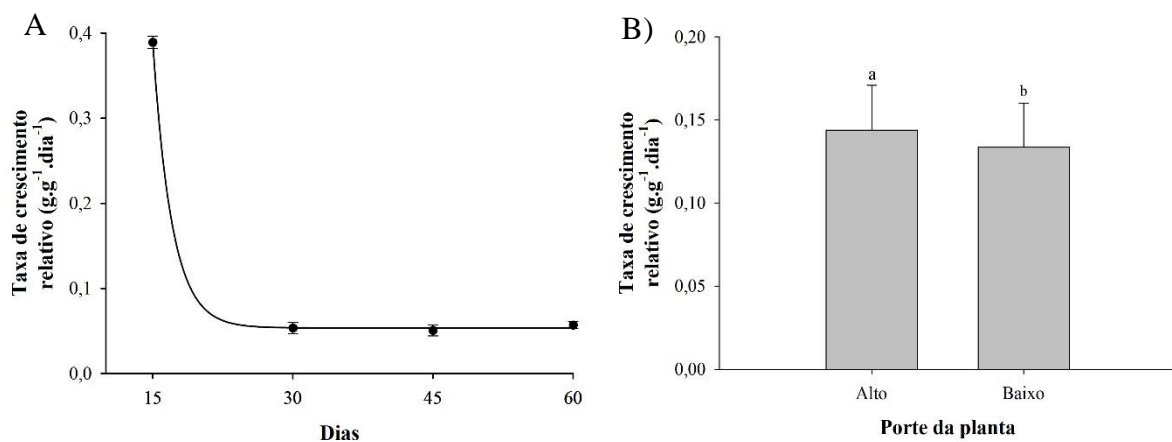 A
Taxa de crescimento
relativo (g.g⁻¹.dia⁻¹)
0,4
0,3
0,2
0,1
0,0
15 30 45 60
Dias
B)
Taxa de crescimento
relativo (g.g⁻¹.dia⁻¹)
0,20
0,15
0,10
0,05
0,00
a
b
Alto Baixo
Porte da planta